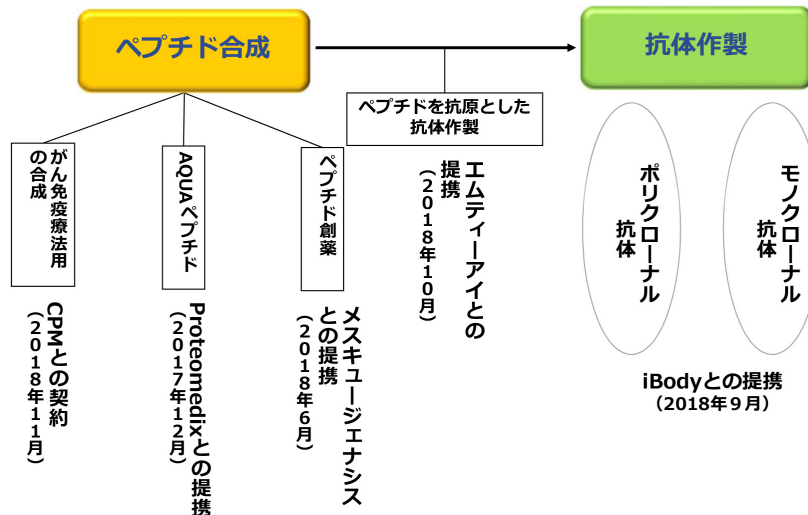 ペプチド合成
抗体作製
ペプチドを抗原とした
抗体作製
がん免疫療法用
の合成
AQUAペプチド
ペプチド創薬
エムティーアイとの
提携
(2018年10月)
ポリクローナル
抗体
モノクローナル
抗体
CPMとの契約
(2018年11月)
Proteomedixとの提携
(2017年12月)
メスキュージェナシス
との提携
(2018年6月)
iBodyとの提携
(2018年9月)